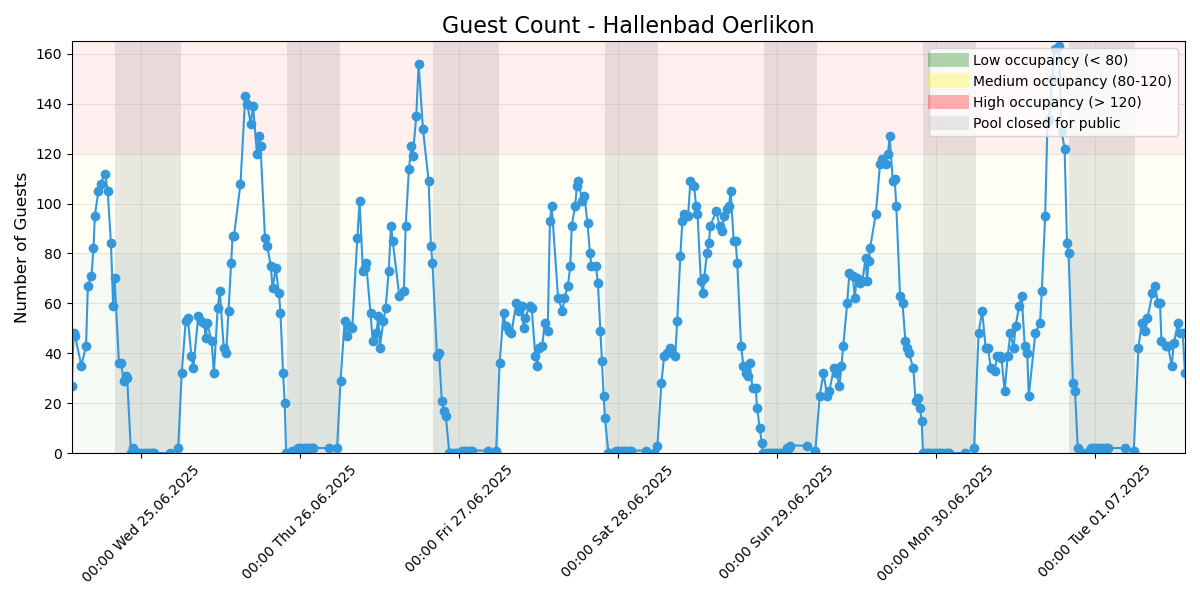 Guest Count - Hallenbad Oerlikon
Number of Guests
160
140
120
100
80
60
40
20
0
Low occupancy (< 80)
Medium occupancy (80-120)
High occupancy (> 120)
Pool closed for public
00:00 Wed 25.06.2025
00:00 Thu 26.06.2025
00:00 Fri 27.06.2025
00:00 Sat 28.06.2025
00:00 Sun 29.06.2025
00:00 Mon 30.06.2025
00:00 Tue 01.07.2025